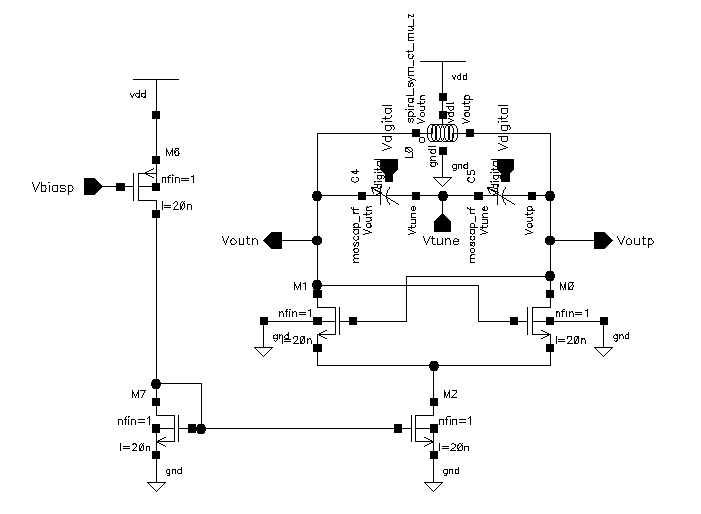 spiral_sym_ct_mu_z
vdd
vdd
Vdigital
Voutn
vddl
Voutp
Vdigital
L0
gndl
gnd
M6
nfin=1
l=20n
Vbiasp
C4
Vdigital
C5
Vdigital
moscap_rf
Voutn
Vtune
moscap_rf
Vtune
Voutp
Voutn
Vtune
Voutp
M1
nfin=1
l=20n
gnd
M0
nfin=1
l=20n
gnd
M7
nfin=1
l=20n
gnd
M2
nfin=1
l=20n
gnd